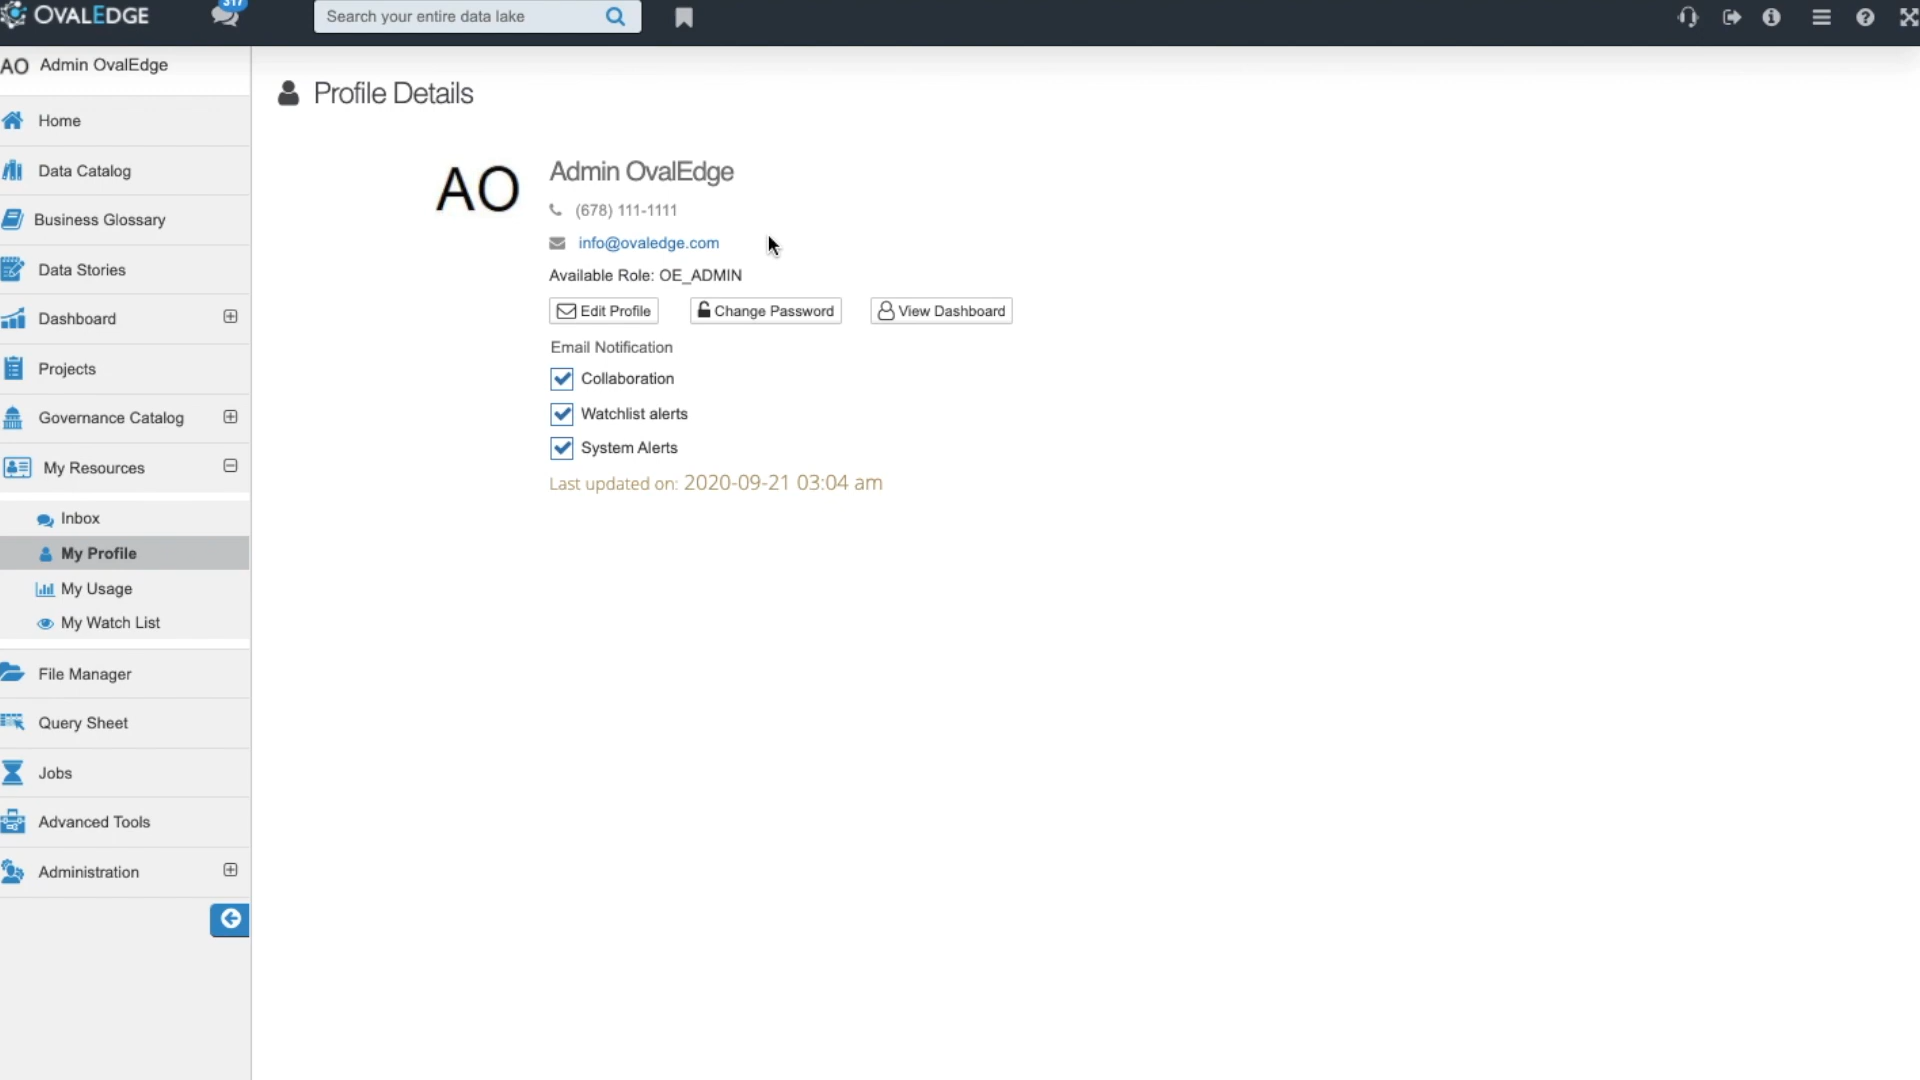 OVALEDGE
317
Search your entire data lake
AO Admin OvalEdge
Home
Data Catalog
Business Glossary
Data Stories
Dashboard
Projects
Governance Catalog
My Resources
Inbox
My Profile
My Usage
My Watch List
File Manager
Query Sheet
Jobs
Advanced Tools
Administration
Profile Details
AO
Admin OvalEdge
(678) 111-1111
info@ovaledge.com
Available Role: OE_ADMIN
Edit Profile Change Password View Dashboard
Email Notification
Collaboration
Watchlist alerts
System Alerts
Last updated on: 2020-09-21 03:04 am